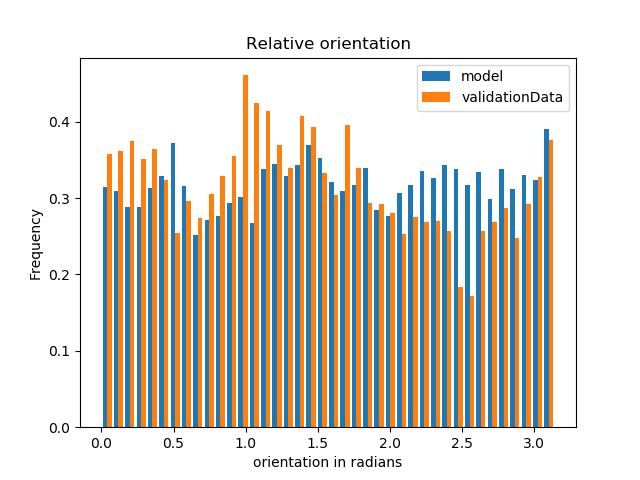 Relative orientation
model
validationData
Frequency
0.4
0.3
0.2
0.1
0.0
0.0 0.5 1.0 1.5 2.0 2.5 3.0
orientation in radians